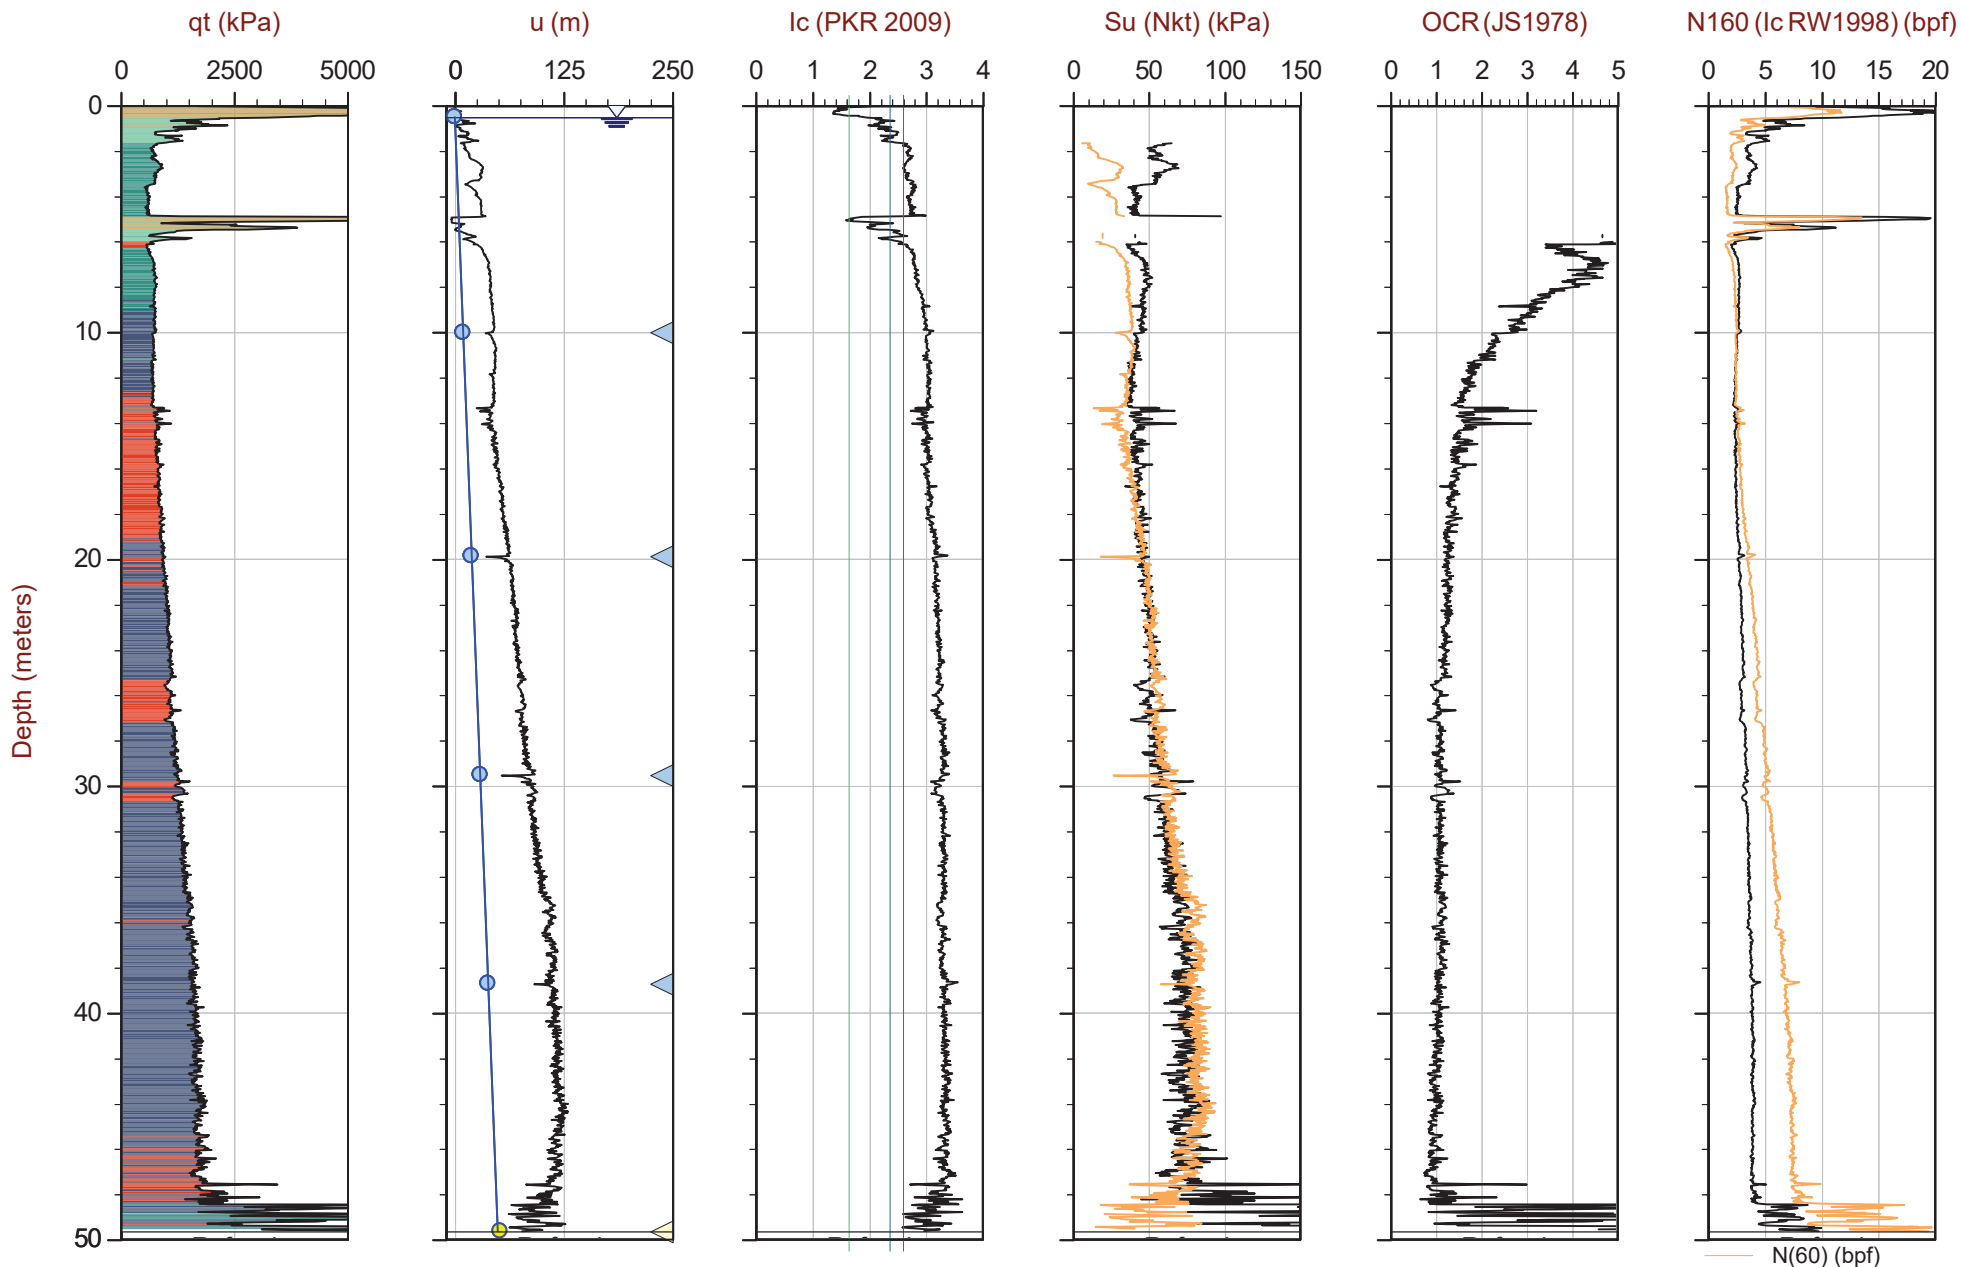 qt (kPa) u (m) Ic (PKR 2009) Su (Nkt) (kPa) OCR (JS1978) N160 (Ic RW1998) (bpf)
0 2500 5000 0 125 250 0 1 2 3 4 0 50 100 150 0 1 2 3 4 5 0 5 10 15 20
0
10
20
Depth (meters)
30
40
50
N(60) (bpf)